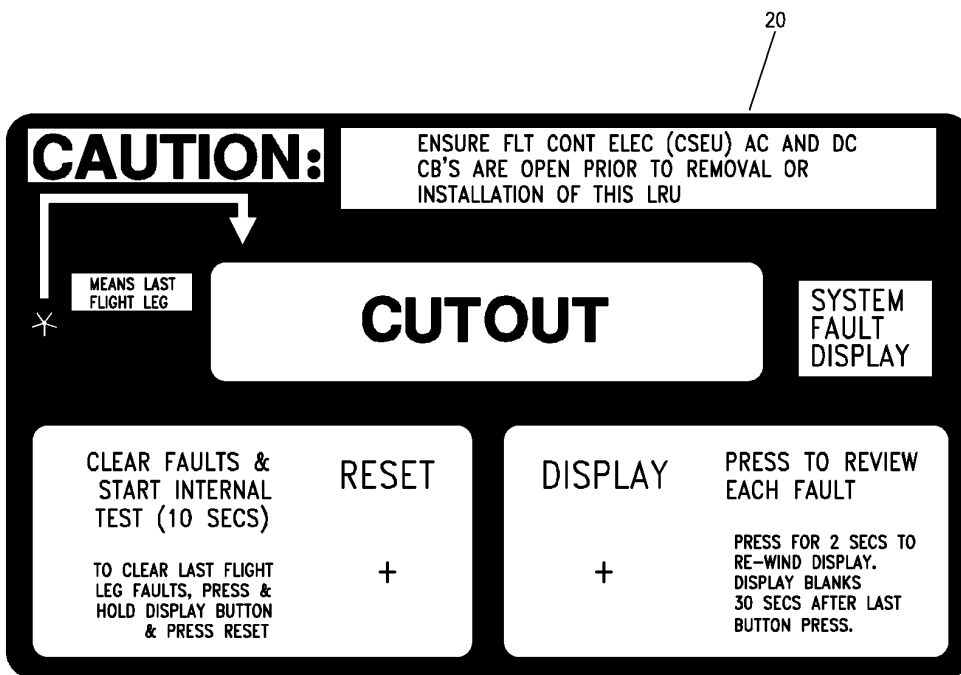 20
CAUTION:
ENSURE FLT CONT ELEC (CSEU) AC AND DC
CB'S ARE OPEN PRIOR TO REMOVAL OR
INSTALLATION OF THIS LRU
MEANS LAST
FLIGHT LEG
*
CUTOUT
SYSTEM
FAULT
DISPLAY
CLEAR FAULTS &
START INTERNAL
TEST (10 SECS)
TO CLEAR LAST FLIGHT
LEG FAULTS, PRESS &
HOLD DISPLAY BUTTON
& PRESS RESET
RESET
+
DISPLAY
+
PRESS TO REVIEW
EACH FAULT
PRESS FOR 2 SECS TO
RE-WIND DISPLAY.
DISPLAY BLANKS
30 SECS AFTER LAST
BUTTON PRESS.